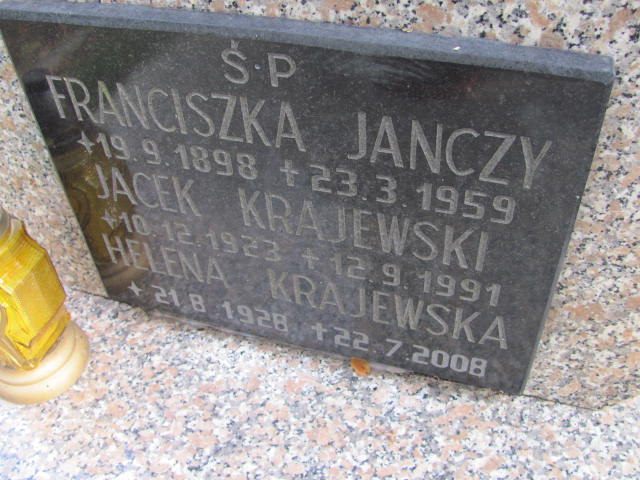 Ś.P
FRANCISZKA JANCZY
*19.9.1898 †23.3.1959
JACEK KRAJEWSKI
*10.12.1923 †12.9.1991
HELENA KRAJEWSKA
*21.8.1928 †22.7.2008